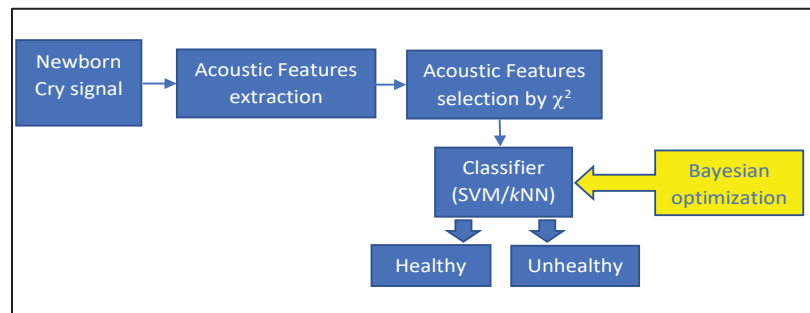 Newborn
Cry signal
Acoustic Features
extraction
Acoustic Features
selection by χ²
Classifier
(SVM/kNN)
Bayesian
optimization
Healthy
Unhealthy